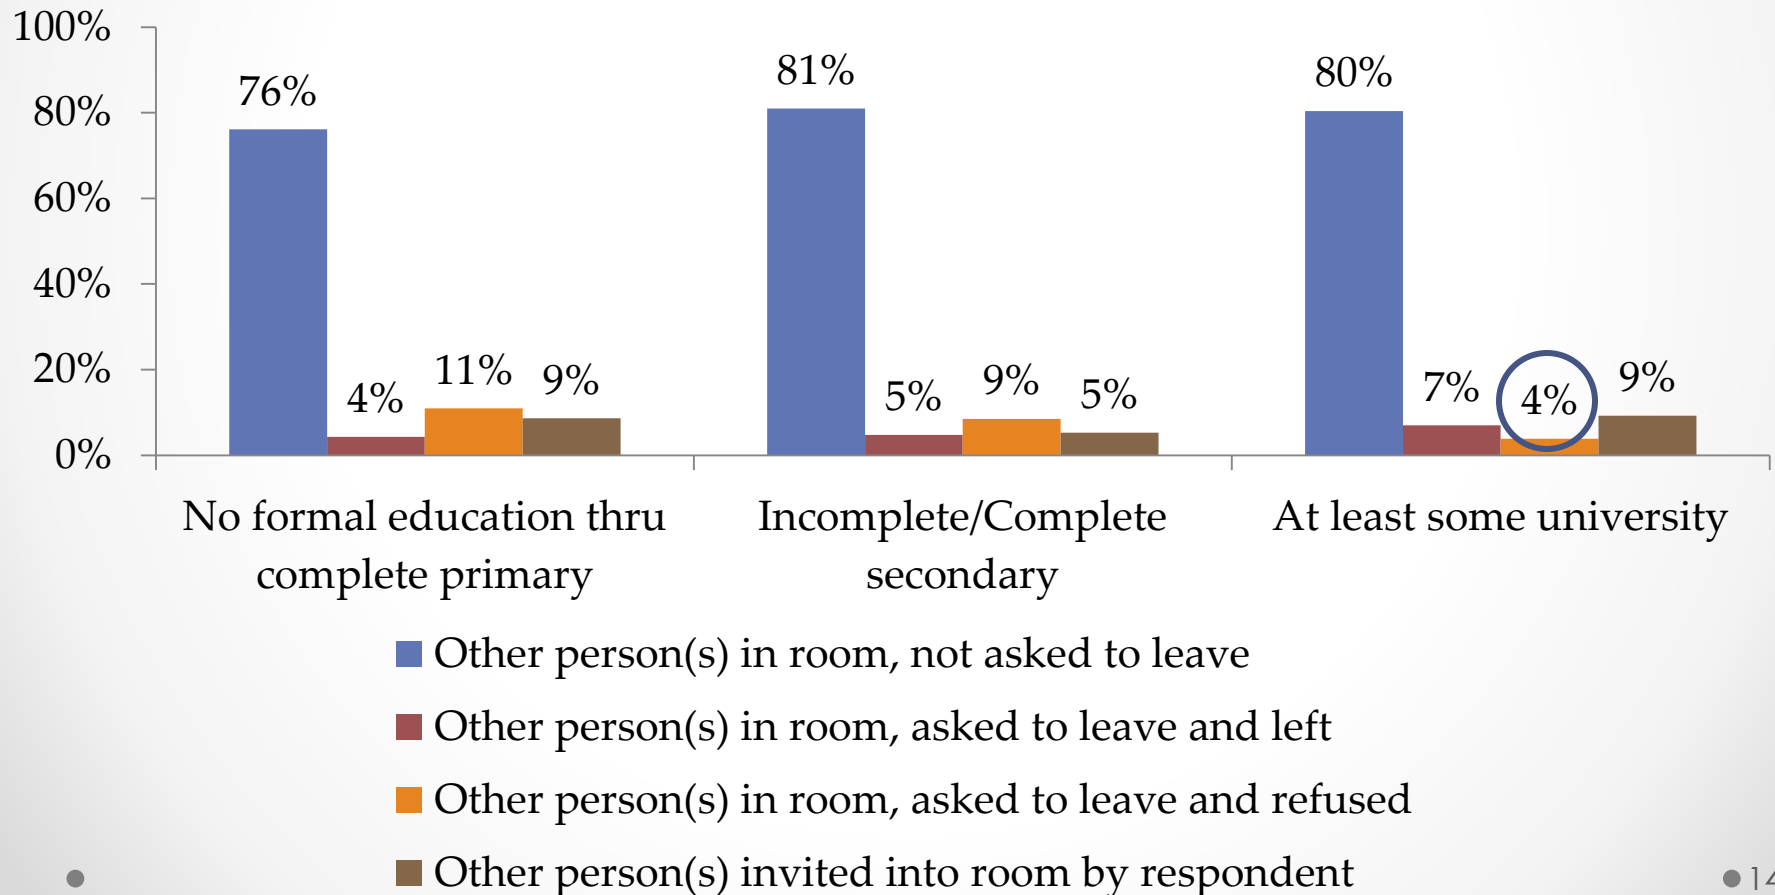 100%
80%
60%
40%
20%
0%
76%
4%
11%
9%
81%
5%
9%
5%
80%
7%
4%
9%
No formal education thru
complete primary
Incomplete/Complete
secondary
At least some university
Other person(s) in room, not asked to leave
Other person(s) in room, asked to leave and left
Other person(s) in room, asked to leave and refused
Other person(s) invited into room by respondent
14